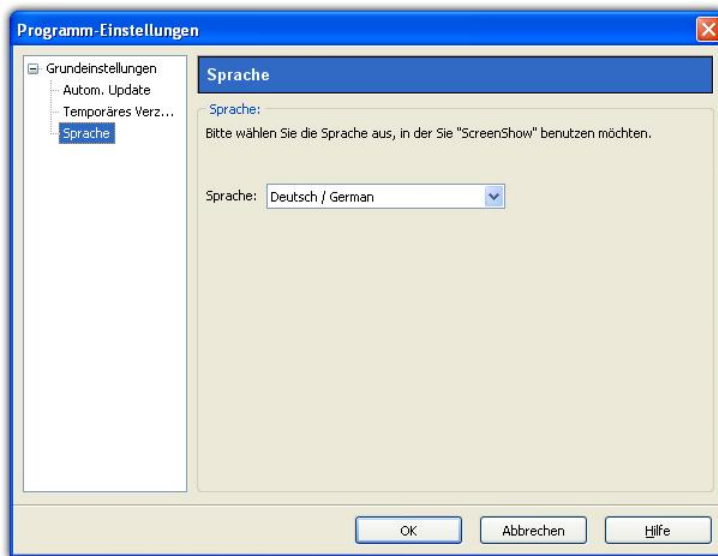 Programm-Einstellungen
Grundeinstellungen
Autom. Update
Temporäres Verz...
Sprache
Sprache
Sprache:
Bitte wählen Sie die Sprache aus, in der Sie "ScreenShow" benutzen möchten.
Sprache: Deutsch / German
OK Abbrechen Hilfe